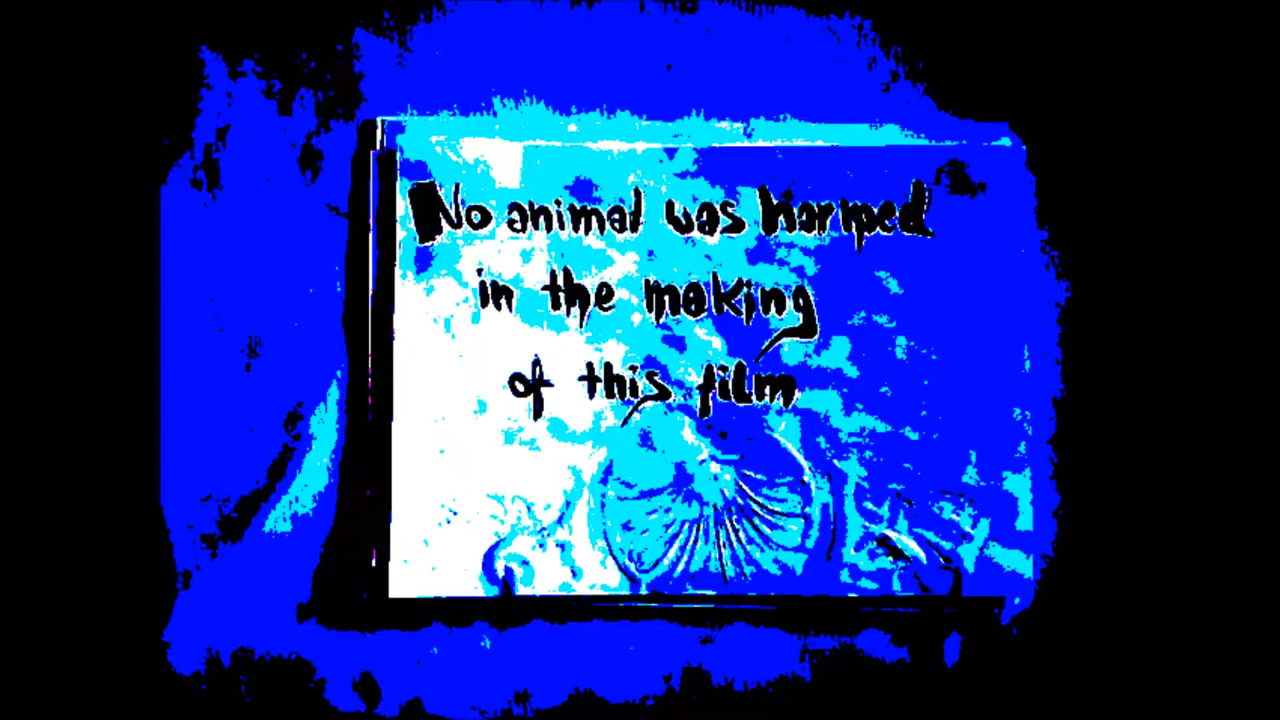 No animal was harmed
in the making
of this film